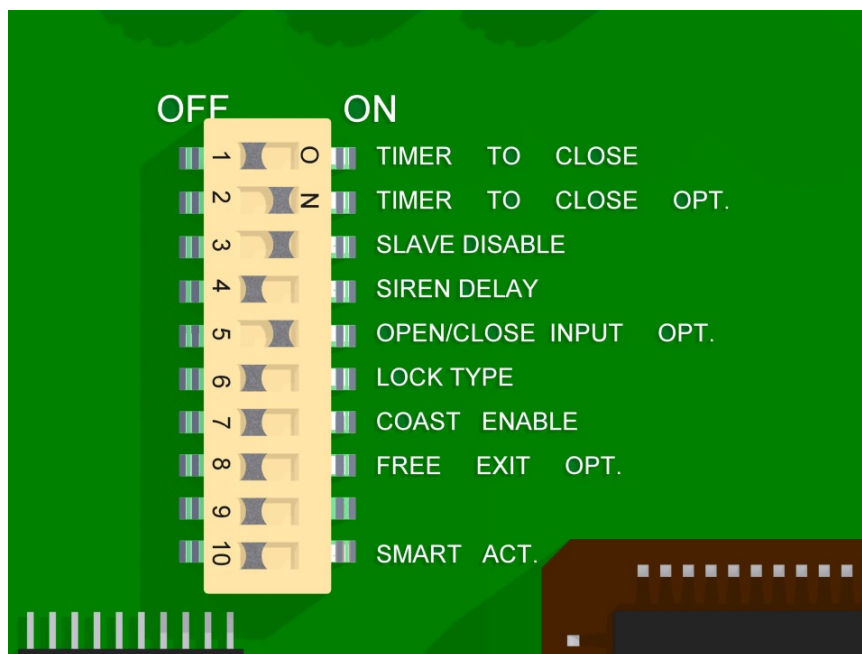 OFF ON
1 O TIMER TO CLOSE
2 N TIMER TO CLOSE OPT.
3 SLAVE DISABLE
4 SIREN DELAY
5 OPEN/CLOSE INPUT OPT.
6 LOCK TYPE
7 COAST ENABLE
8 FREE EXIT OPT.
9
10 SMART ACT.